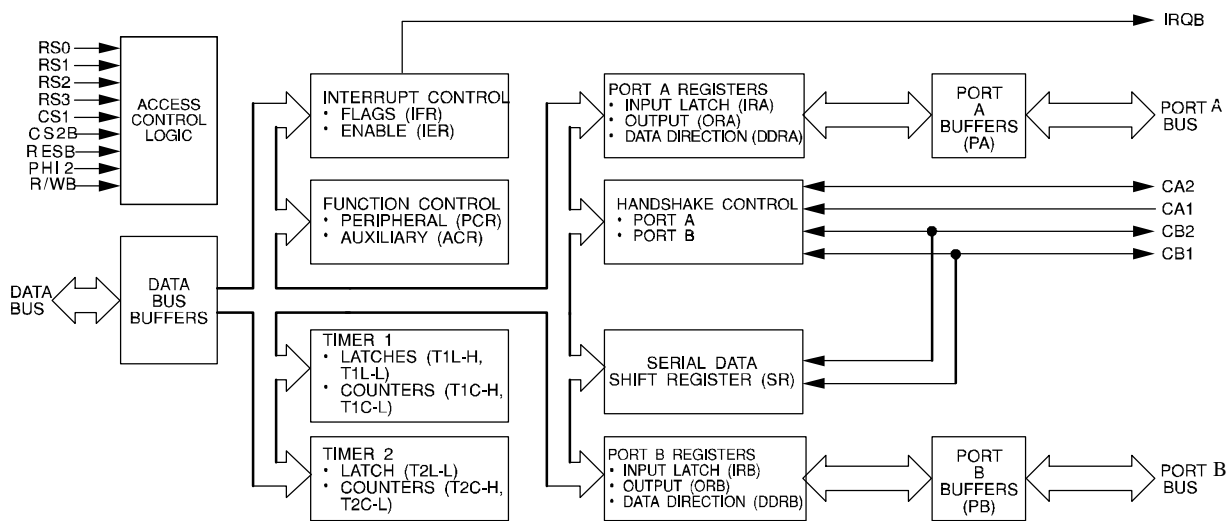 IRQB
RS0
RS1
RS2
RS3
CS1
CS2B
RESB
PHI2
R/WB
ACCESS
CONTROL
LOGIC
INTERRUPT CONTROL
• FLAGS (IFR)
• ENABLE (IER)
PORT A REGISTERS
• INPUT LATCH (IRA)
• OUTPUT (ORA)
• DATA DIRECTION (DDRA)
PORT
A
BUFFERS
(PA)
PORT A
BUS
FUNCTION CONTROL
• PERIPHERAL (PCR)
• AUXILIARY (ACR)
HANDSHAKE CONTROL
• PORT A
• PORT B
CA2
CA1
CB2
CB1
DATA
BUS
DATA
BUS
BUFFERS
TIMER 1
• LATCHES (T1L-H,
T1L-L)
• COUNTERS (T1C-H,
T1C-L)
SERIAL DATA
SHIFT REGISTER (SR)
TIMER 2
• LATCH (T2L-L)
• COUNTERS (T2C-H,
T2C-L)
PORT B REGISTERS
• INPUT LATCH (IRB)
• OUTPUT (ORB)
• DATA DIRECTION (DDRB)
PORT
B
BUFFERS
(PB)
PORT B
BUS